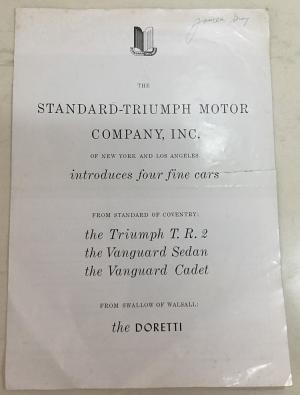 THE
STANDARD-TRIUMPH MOTOR
COMPANY, INC.
OF NEW YORK AND LOS ANGELES
introduces four fine cars
FROM STANDARD OF COVENTRY:
the Triumph T. R. 2
the Vanguard Sedan
the Vanguard Cadet
FROM SWALLOW OF WALSALL:
the DORETTI